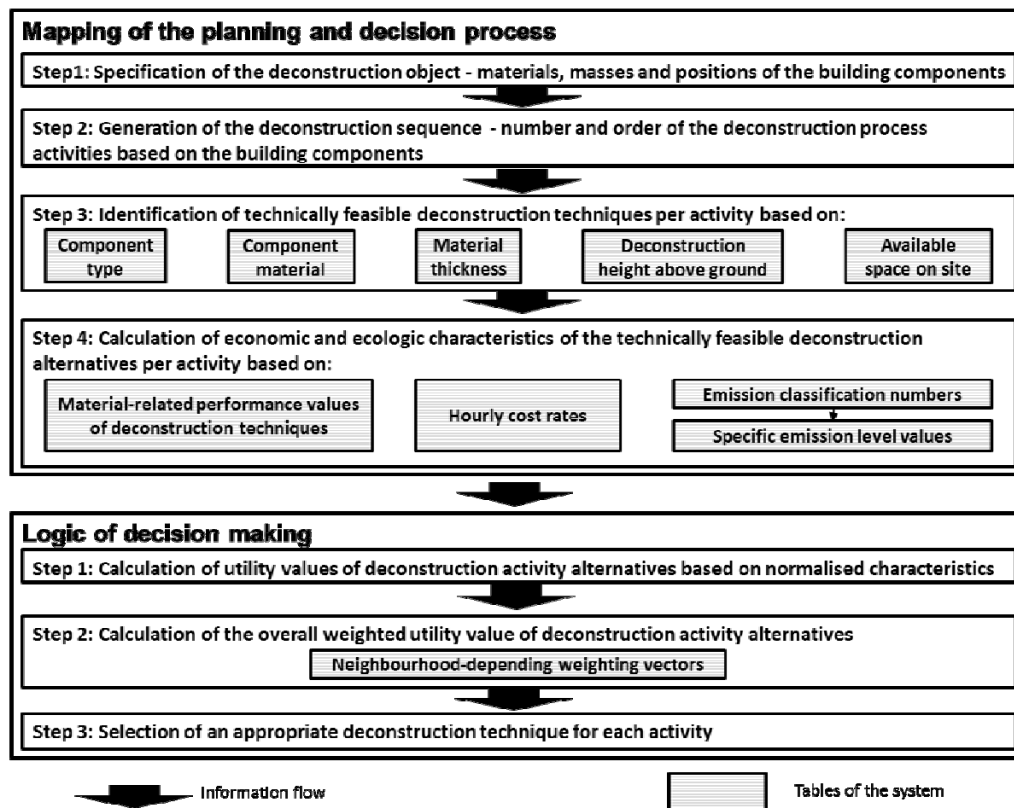 Mapping of the planning and decision process
Step1: Specification of the deconstruction object - materials, masses and positions of the building components
Step 2: Generation of the deconstruction sequence - number and order of the deconstruction process
activities based on the building components
Step 3: Identification of technically feasible deconstruction techniques per activity based on:
Component
type
Component
material
Material
thickness
Deconstruction
height above ground
Available
space on site
Step 4: Calculation of economic and ecologic characteristics of the technically feasible deconstruction
alternatives per activity based on:
Material-related performance values
of deconstruction techniques
Hourly cost rates
Emission classification numbers
Specific emission level values
Logic of decision making
Step 1: Calculation of utility values of deconstruction activity alternatives based on normalised characteristics
Step 2: Calculation of the overall weighted utility value of deconstruction activity alternatives
Neighbourhood-depending weighting vectors
Step 3: Selection of an appropriate deconstruction technique for each activity
Information flow
Tables of the system